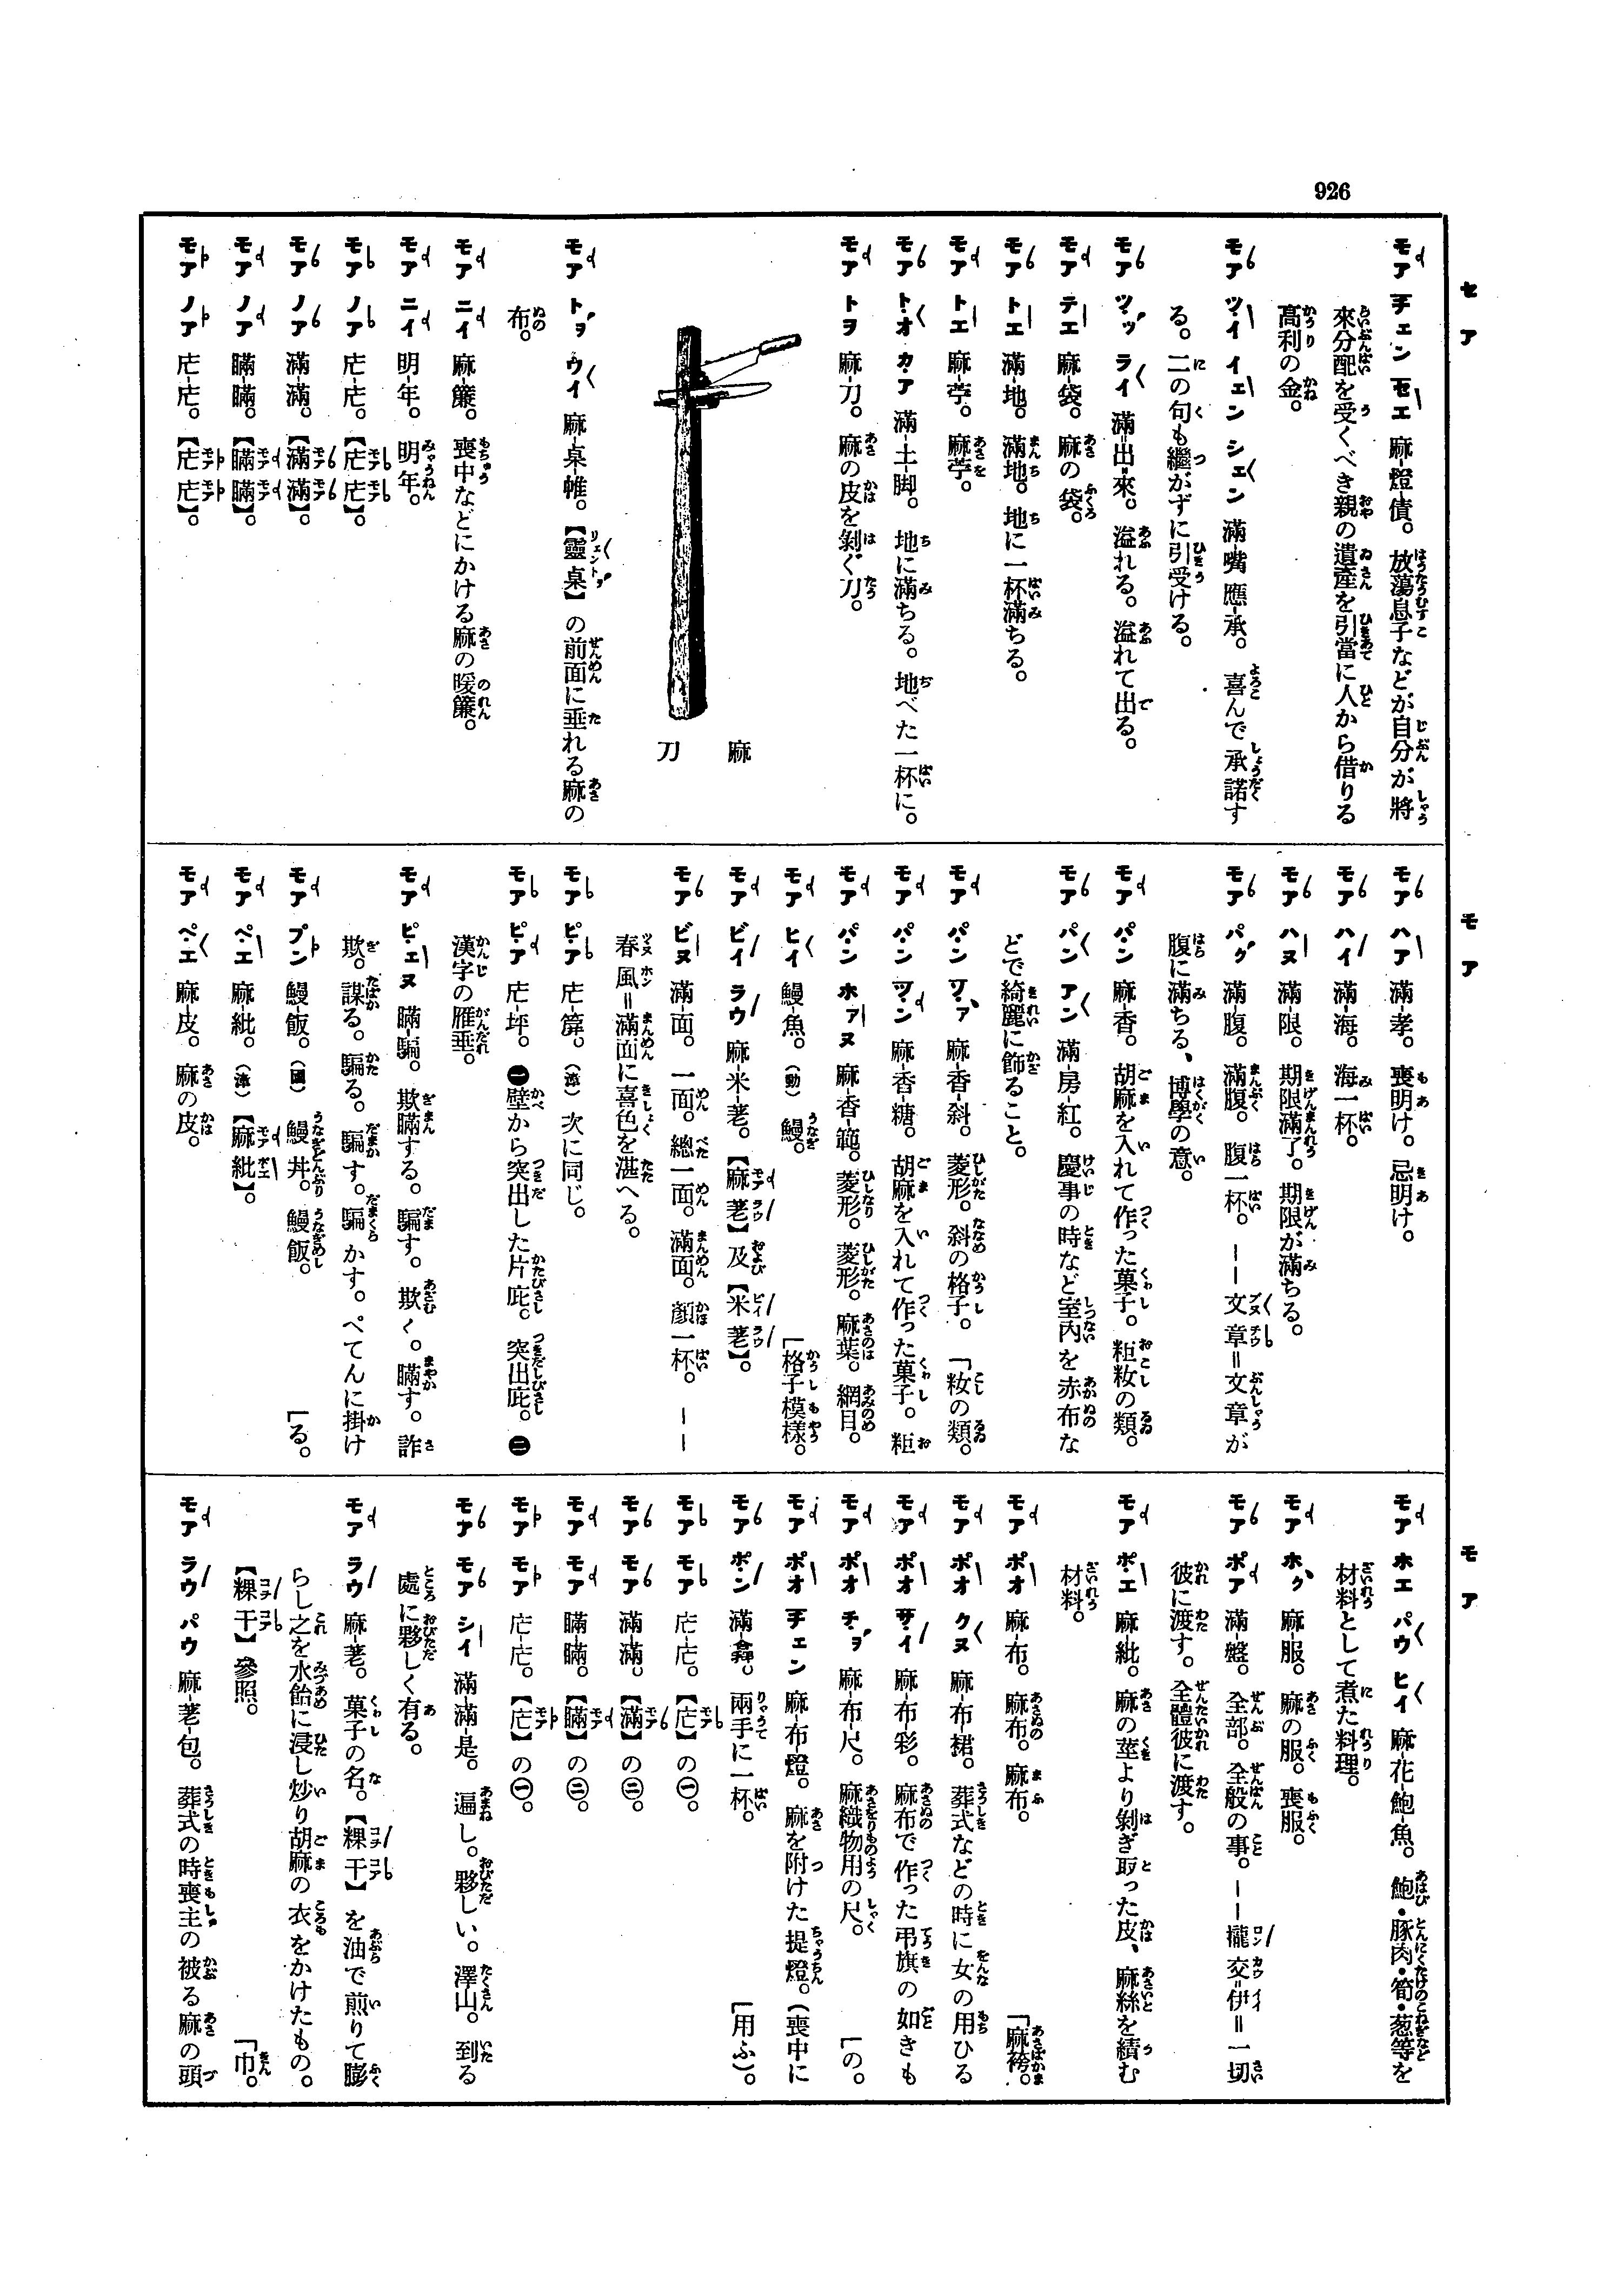 926
セア
モア
モア
モア チェン セエ 麻-燈-債。放蕩息子などが自分が將
來分配を受くべき親の遺產を引當に人から借りる
高利の金。
モア ツイ イェン シェン 滿-嘴 應-承。喜んで承諾す
る。二の句も繼がずに引受ける。
モア ツッ ライ 滿-出-來。溢れる。溢れて出る。
モア テエ 麻-袋。麻の袋。
モア トエ 滿-地。滿地。地に一杯滿ちる。
モア トエ 麻-苧。麻苧。
モア トオ カア 滿-土-脚。地に滿ちる。地べた一杯に。
モア トヲ 麻-刀。麻の皮を剝ぐ刀。
麻刀
モア トヲ ウイ 麻-桌-帷。【靈桌】の前面に垂れる麻の
布。
モア ニイ 麻-簾。喪中などにかける麻の暖簾。
モア ニイ 明-年。明年。
モア ノア 疕-疕。【疕疕】。
モア ノア 滿-滿。【滿滿】。
モア ノア 瞞-瞞。【瞞瞞】。
モア ノア 疕-疕。【疕疕】。
モア ハア 滿-孝。喪明け。忌明け。
モア ハイ 滿-海。海一杯。
モア ハヌ 滿-限。期限滿了。期限が滿ちる。
モア パク 滿-腹。滿腹。腹一杯。——文章=文章が
腹に滿ちる、博學の意。
モア パン 麻-香。胡麻を入れて作った菓子。粔籹の類。
モア パン アン 滿-房-紅。慶事の時など室內を赤布な
どで綺麗に飾ること。
モア パン ツァ 麻-香-斜。菱形。斜の格子。「籹の類。
モア パン ツン 麻-香-糖。胡麻を入れて作った菓子。粔
モア パン ホァヌ 麻-香-範。菱形。菱形。麻葉。網目。
モア ヒイ 鰻-魚。(動)鰻。「格子模樣。
モア ビイ ラウ 麻-米-荖。【麻荖】及【米荖】。
モア ビヌ 滿-面。一面。總一面。滿面。顏一杯。——
春風=滿面に喜色を湛へる。
モア ピア 疕-箅。(漳)次に同じ。
モア ピア 疕-坪。㊀壁から突出した片庇。突出庇。㊁
漢字の雁垂。
モア ピェヌ 瞞-騙。欺瞞する。騙す。欺く。瞞す。詐
欺。謀る。騙る。騙す。騙かす。ぺてんに掛け
モア プン 鰻-飯。(國)鰻丼。鰻飯。「る。
モア ペエ 麻-紕。(漳)【麻紕】。
モア ペエ 麻-皮。麻の皮。
モア ホエ パウ ヒイ 麻-花-鮑-魚。鮑・豚肉・筍・葱等を
材料として煮た料理。
モア ホク 麻-服。麻の服。喪服。
モア ポア 滿-盤。全部。全般の事。——攏交-伊=一切
彼に渡す。全體彼に渡す。
モア ポエ 麻-紕。麻の莖より剝ぎ取った皮、麻絲を績む
材料。
モア ポオ 麻-布。麻布。麻布。「麻袴。
モア ポオ クヌ 麻-布-裙。葬式などの時に女の用ひる
モア ポオ サイ 麻-布-彩。麻布で作った弔旗の如きも
モア ポオ チヲ 麻-布-尺。麻織物用の尺。「の。
モア ポオ チェン 麻-布-燈。麻を附けた提燈。(喪中に
モア ポン 滿-。兩手に一杯。「用ふ)。
モア モア 疕-疕。【疕】の㊀。
モア モア 滿-滿。【滿】の㊁。
モア モア 瞞-瞞。【瞞】の㊁。
モア モア 疕-疕。【疕】の㊀。
モア モア シイ 滿-滿-是。遍し。夥しい。澤山。到る
處に夥しく有る。
モア ラウ 麻-荖。菓子の名。【粿干】を油で煎りて膨
らし之を水飴に浸し炒り胡麻の衣をかけたもの。
【粿干】參照。「巾。
モア ラウ パウ 麻-荖-包。葬式の時喪主の被る麻の頭